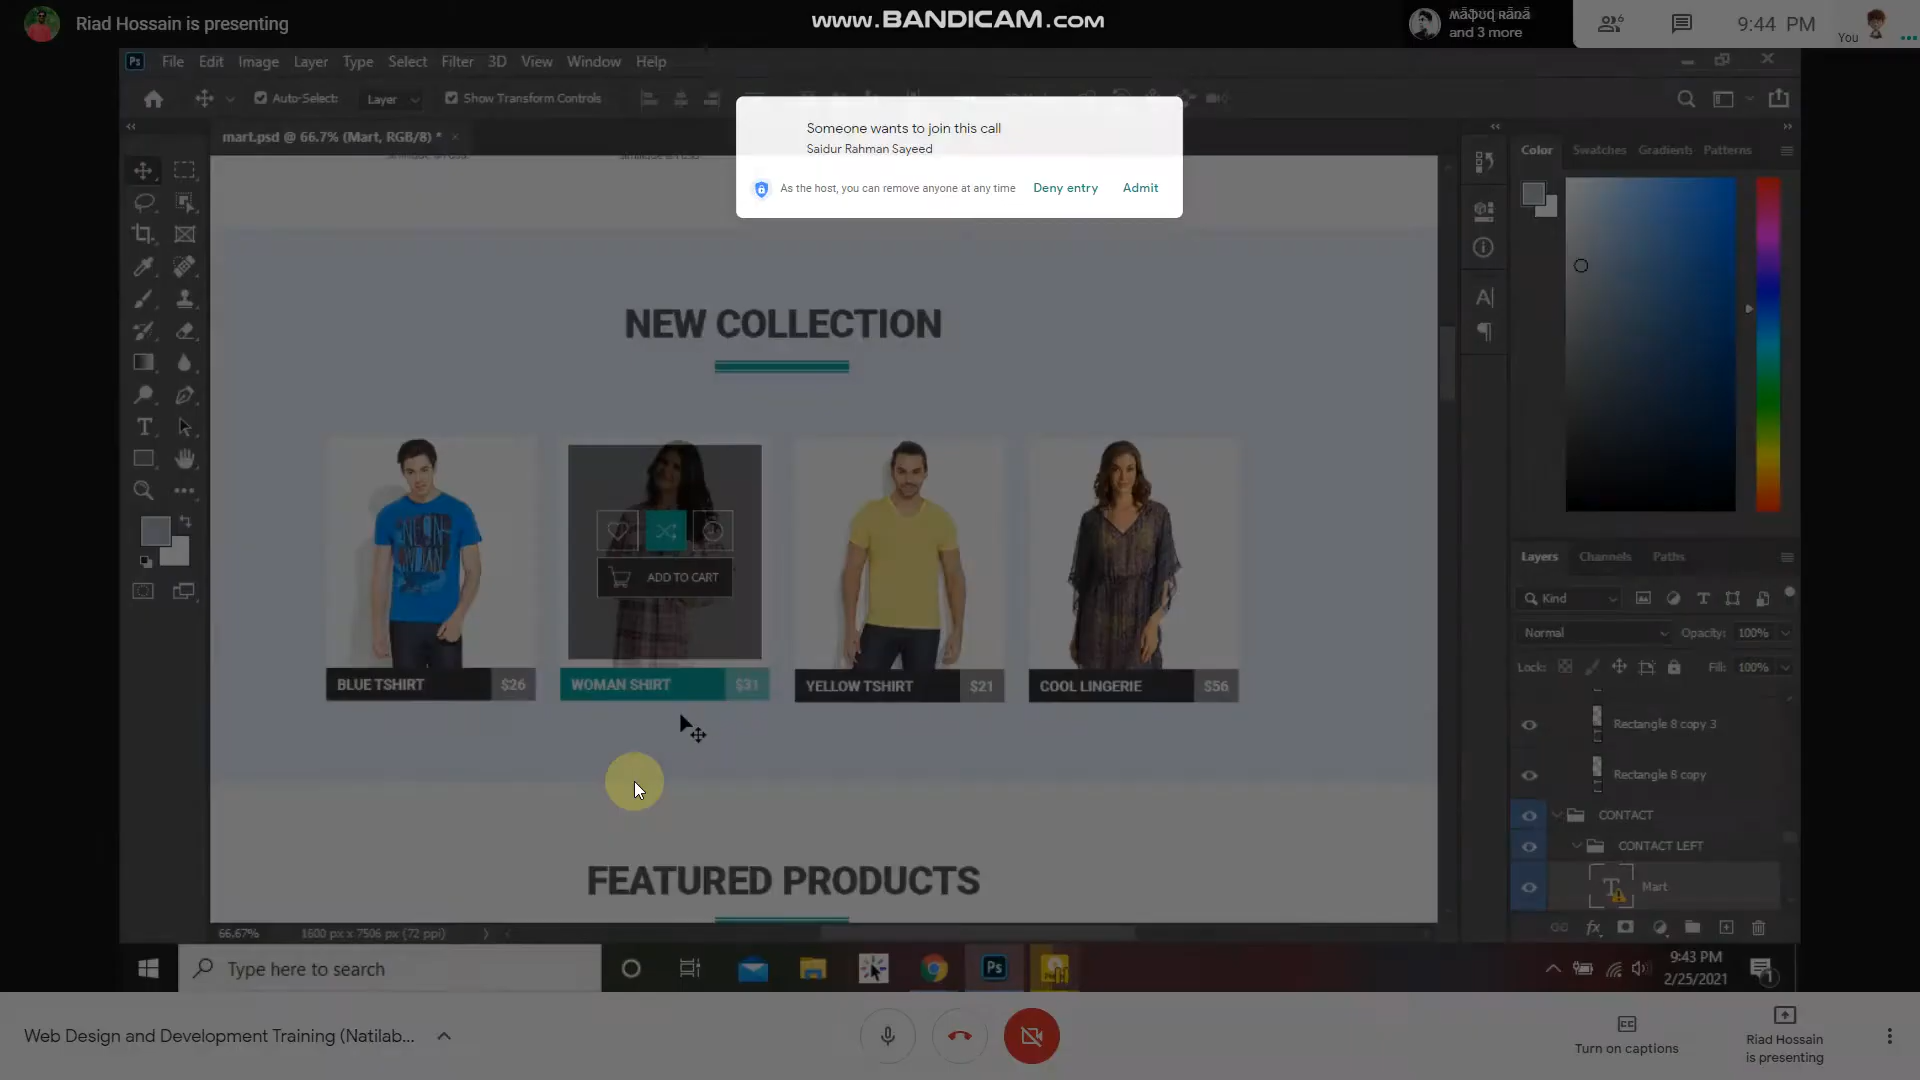 Riad Hossain is presenting
www.BANDICAM.com
and 3 more
9:44 PM
You
File Edit Image Layer Type Select Filter 3D View Window Help
Auto-Select:
Layer
Show Transform Controls
mart.psd @ 66.7% (Mart, RGB/8) *
Someone wants to join this call
Saidur Rahman Sayeed
As the host, you can remove anyone at any time
Deny entry
Admit
Color Swatches Gradients Patterns
NEW COLLECTION
ADD TO CART
BLUE TSHIRT $26
WOMAN SHIRT $31
YELLOW TSHIRT $21
COOL LINGERIE $56
FEATURED PRODUCTS
Layers Channels Paths
Kind
Normal
Opacity: 100%
Lock:
Fill: 100%
Rectangle 8 copy 3
Rectangle 8 copy
CONTACT
CONTACT LEFT
Mart
66.67%
1600 px x 7506 px (72 ppi)
Type here to search
9:43 PM
2/25/2021
Web Design and Development Training (Natilab...
Turn on captions
Riad Hossain
is presenting